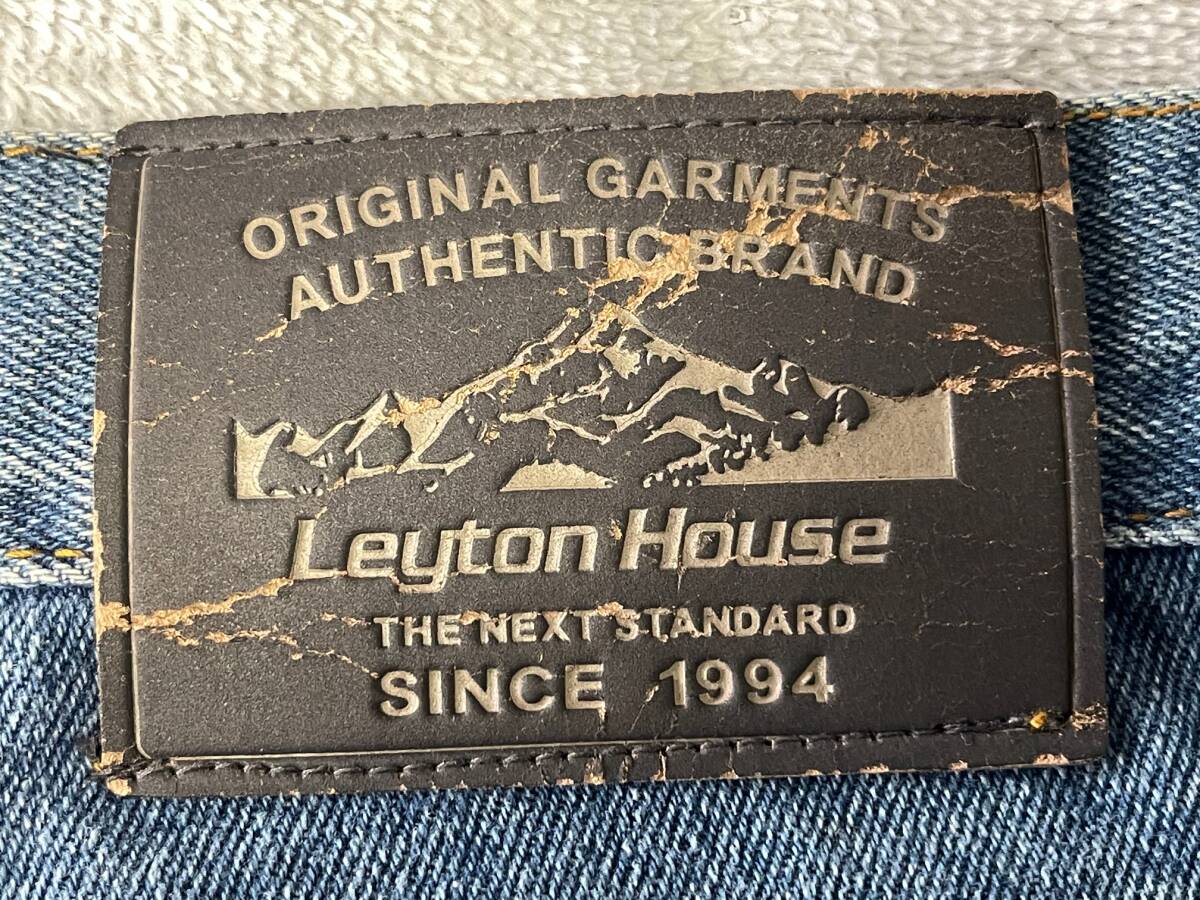 ORIGINAL GARMENTS
AUTHENTIC BRAND
Leyton House
THE NEXT STANDARD
SINCE 1994